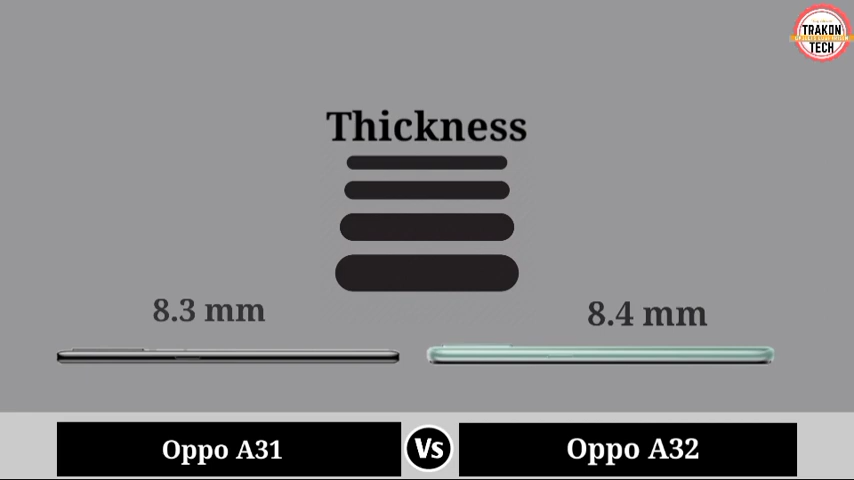 TRAKON
TECH
Thickness
8.3 mm
8.4 mm
Oppo A31
Vs
Oppo A32